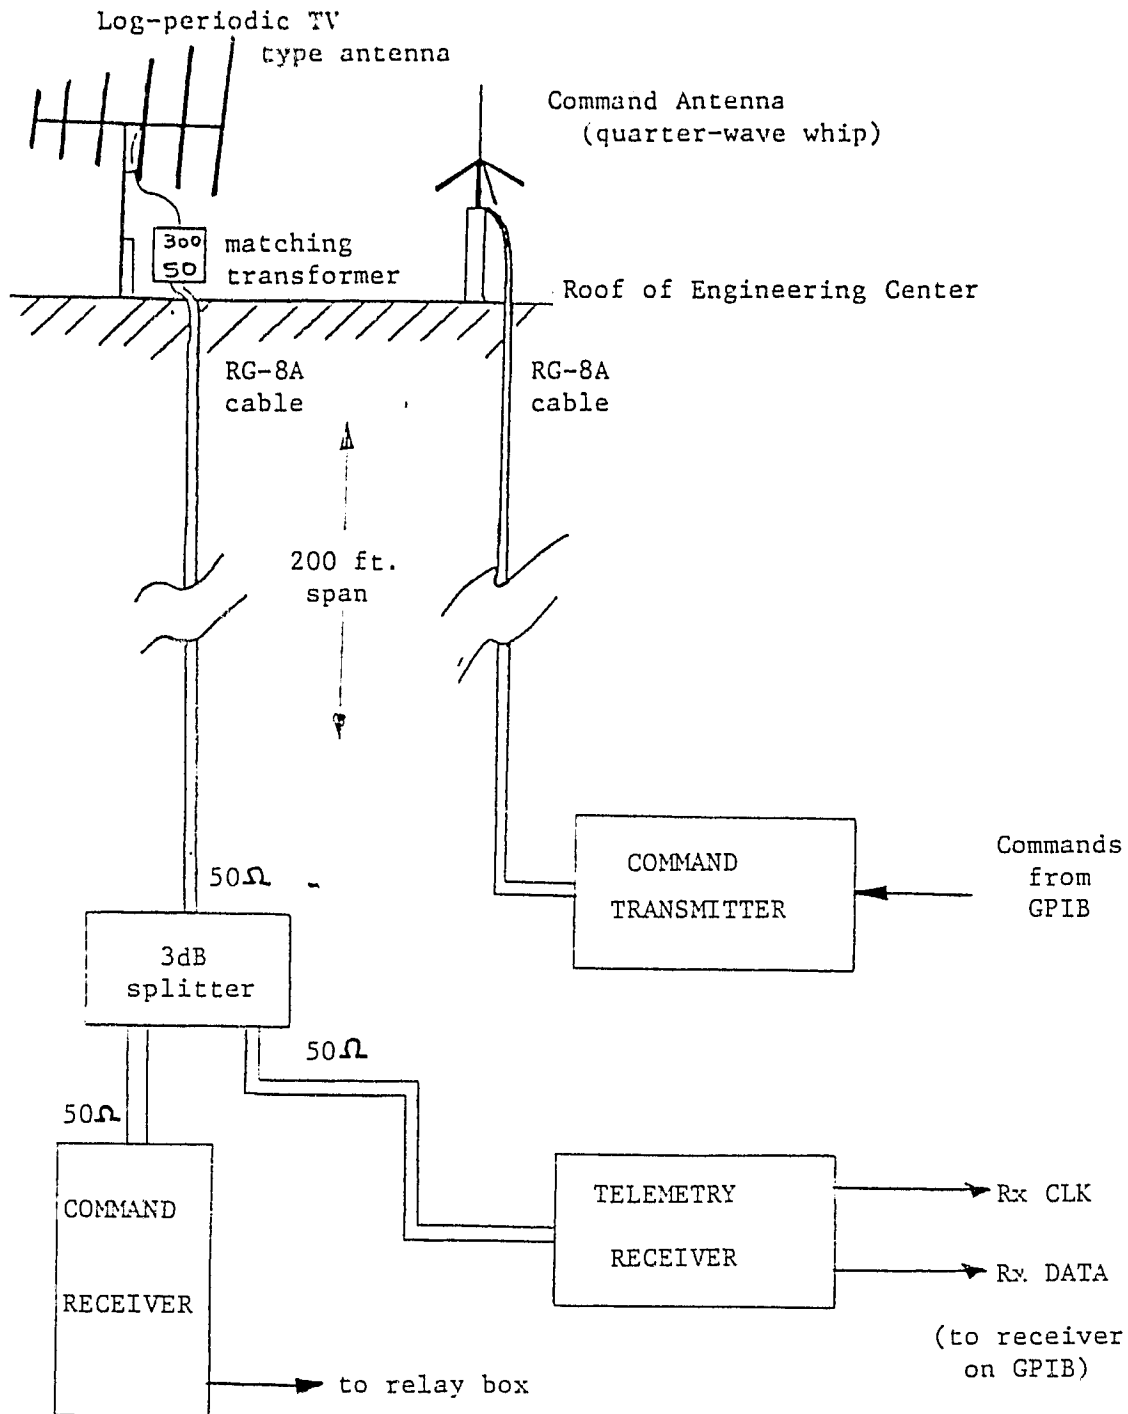 Log-periodic TV
type antenna
Command Antenna
(quarter-wave whip)
300
50
matching
transformer
Roof of Engineering Center
RG-8A
cable
RG-8A
cable
200 ft.
span
50Ω
COMMAND
TRANSMITTER
Commands
from
GPIB
3dB
splitter
50Ω
50Ω
COMMAND
RECEIVER
TELEMETRY
RECEIVER
Rx CLK
Rx DATA
(to receiver
on GPIB)
to relay box